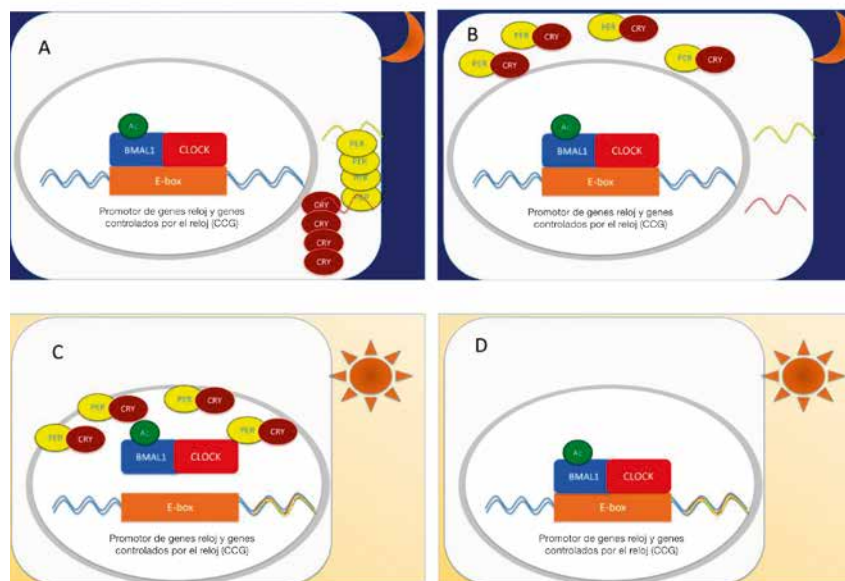 A
Ac
BMAL1 CLOCK
E-box
Promotor de genes reloj y genes
controlados por el reloj (CCG)
PER
PER
PER
PER
CRY
CRY
CRY
CRY
B
PER CRY
PER CRY
PER CRY
PER CRY
Ac
BMAL1 CLOCK
E-box
Promotor de genes reloj y genes
controlados por el reloj (CCG)
C
PER CRY
PER CRY
PER CRY
PER CRY
Ac
BMAL1 CLOCK
E-box
Promotor de genes reloj y genes
controlados por el reloj (CCG)
D
Ac
BMAL1 CLOCK
E-box
Promotor de genes reloj y genes
controlados por el reloj (CCG)